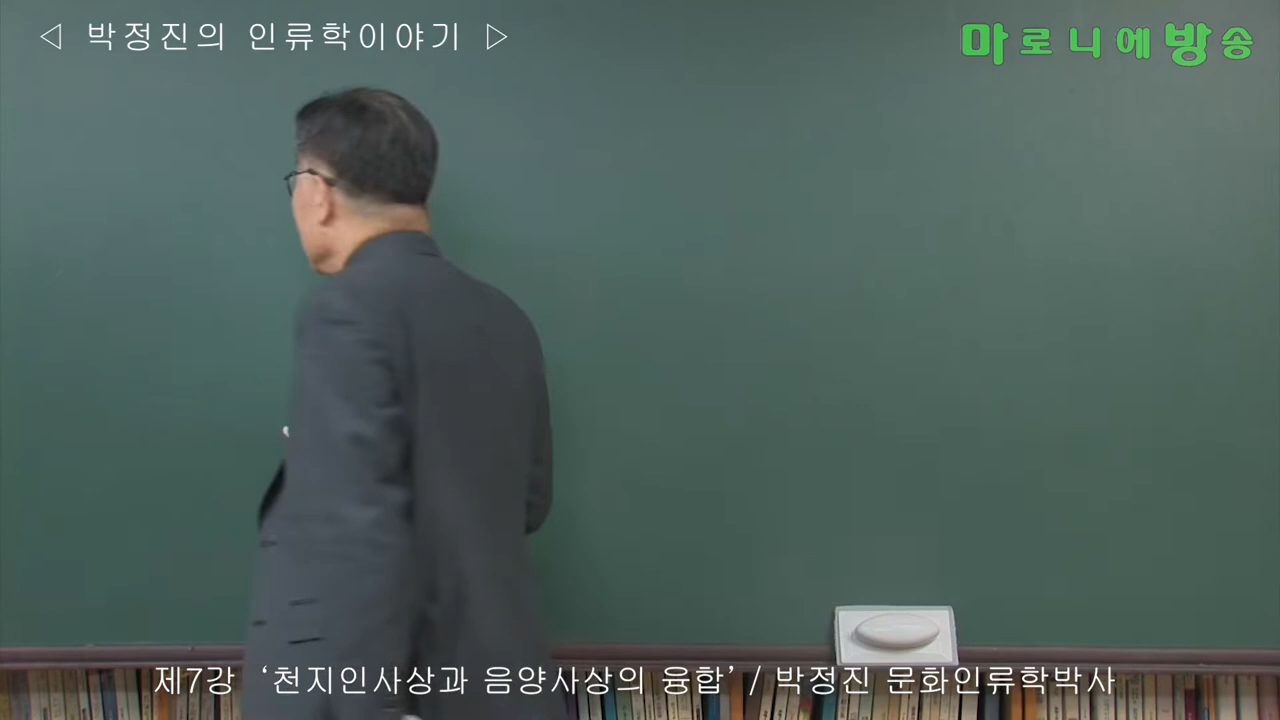 ◁ 박정진의 인류학이야기 ▷
마로니에방송
제7강 ‘천지인사상과 음양사상의 융합’ / 박정진 문화인류학박사